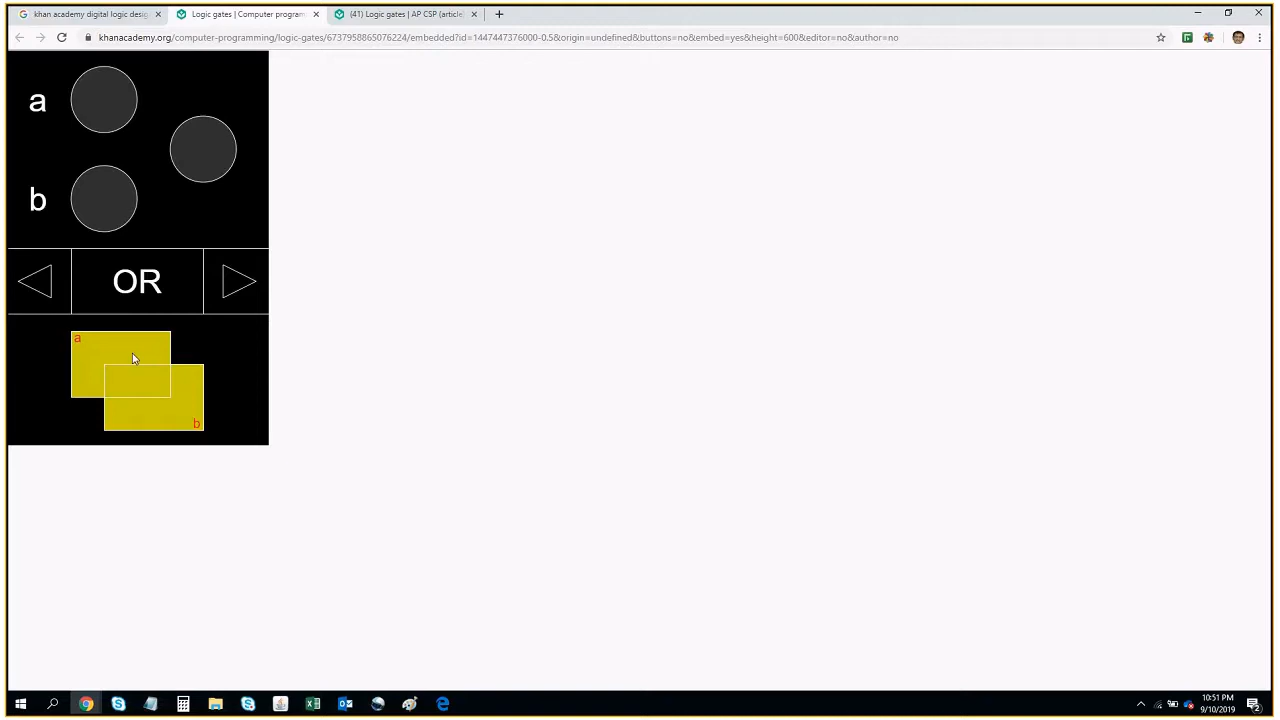 khan academy digital logic desig
Logic gates | Computer program
(41) Logic gates | AP CSP (article
khanacademy.org/computer-programming/logic-gates/6737958865076224/embedded?id=1447447376000-0.5&origin=undefined&buttons=no&embed=yes&height=600&editor=no&author=no
a
b
OR
a
b
10:51 PM
9/10/2019
2